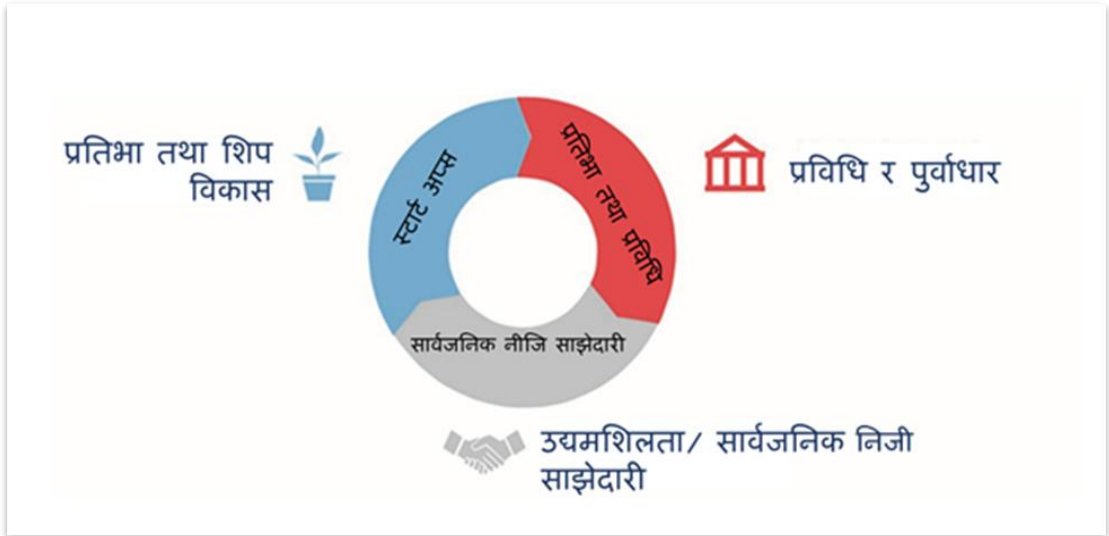 प्रतिभा तथा शिप
विकास
स्टार्ट अप्स
प्रतिभा तथा प्रविधि
प्रविधि र पुर्वाधार
सार्वजनिक नीजि साझेदारी
उद्यमशिलता/ सार्वजनिक निजी
साझेदारी